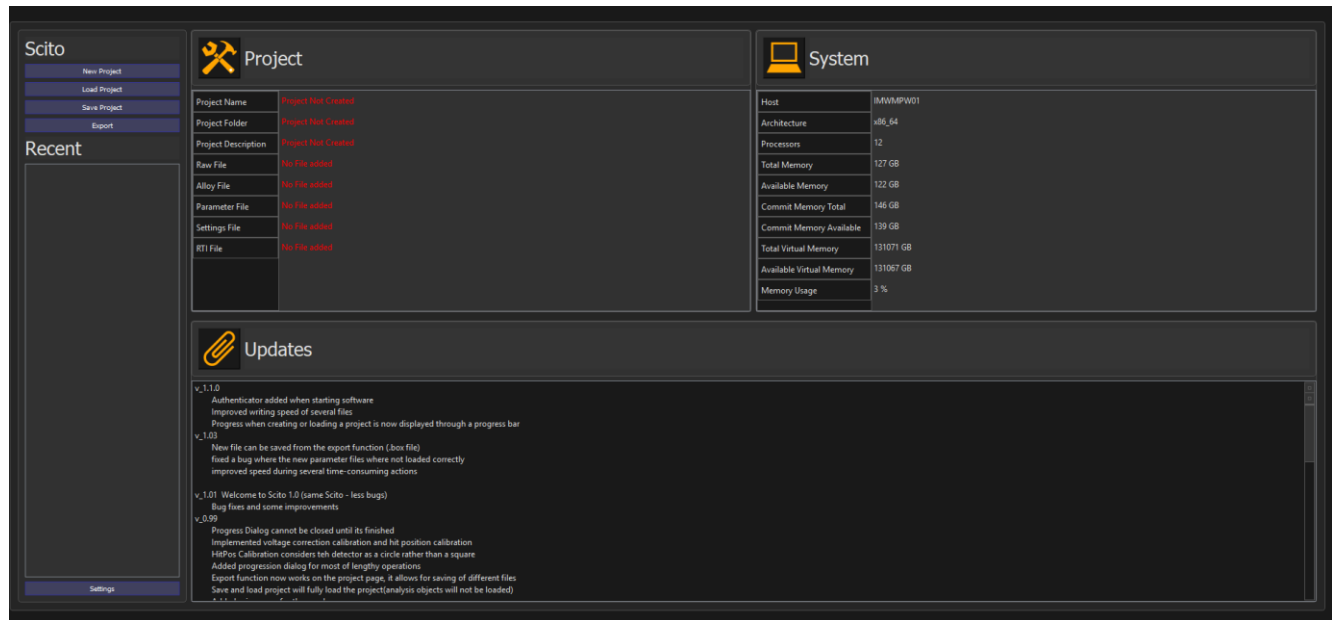 Scito
New Project
Load Project
Save Project
Export
Recent
Settings
Project
Project Name Project Not Created
Project Folder Project Not Created
Project Description Project Not Created
Raw File No File added
Alloy File No File added
Parameter File No File added
Settings File No File added
RTI File No File added
System
Host IMWMPW01
Architecture x86_64
Processors 12
Total Memory 127 GB
Available Memory 122 GB
Commit Memory Total 146 GB
Commit Memory Available 139 GB
Total Virtual Memory 131071 GB
Available Virtual Memory 131067 GB
Memory Usage 3 %
Updates
v_1.1.0
Authenticator added when starting software
Improved writing speed of several files
Progress when creating or loading a project is now displayed through a progress bar
v_1.03
New file can be saved from the export function (.box file)
fixed a bug where the new parameter files where not loaded correctly
improved speed during several time-consuming actions
v_1.01 Welcome to Scito 1.0 (same Scito - less bugs)
Bug fixes and some improvements
v_0.99
Progress Dialog cannot be closed until its finished
Implemented voltage correction calibration and hit position calibration
HitPos Calibration considers teh detector as a circle rather than a square
Added progression dialog for most of lengthy operations
Export function now works on the project page, it allows for saving of different files
Save and load project will fully load the project(analysis objects will not be loaded)